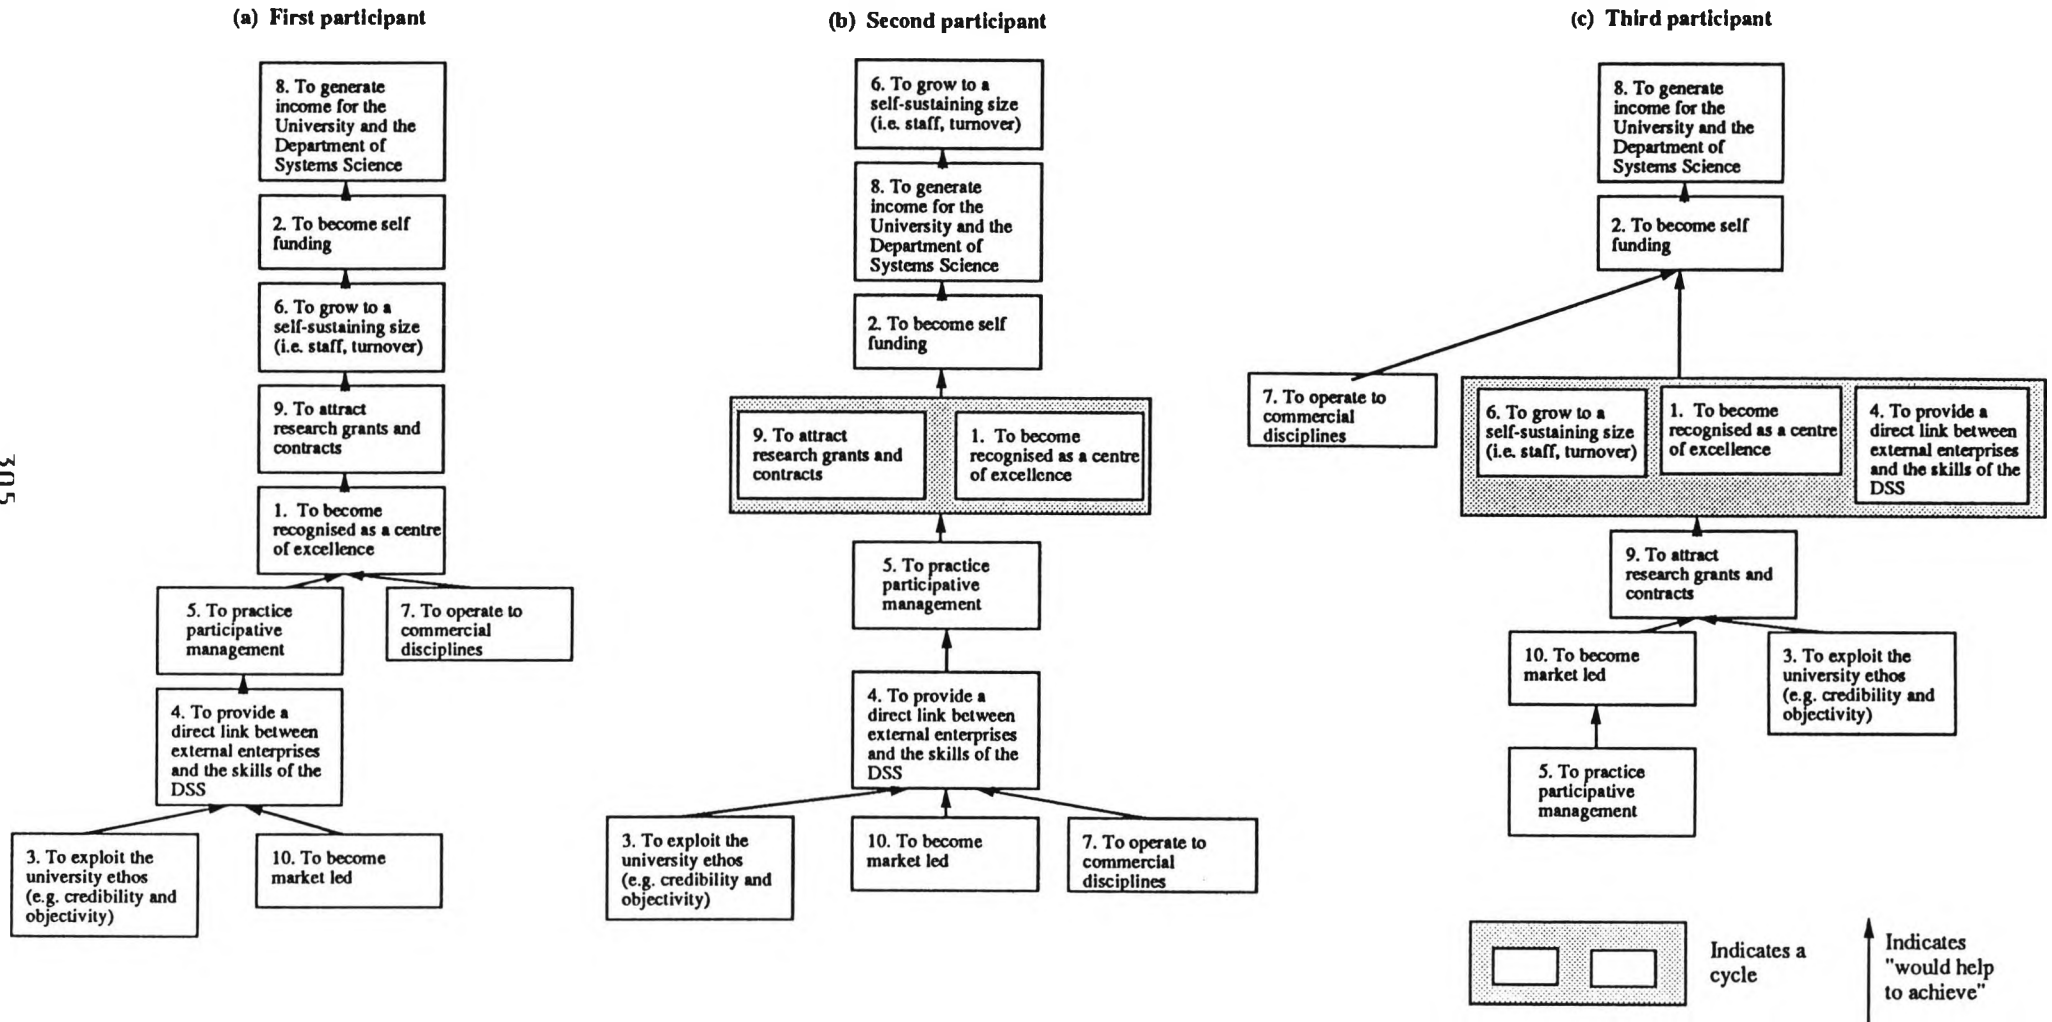 (a) First participant
8. To generate
income for the
University and the
Department of
Systems Science
2. To become self
funding
6. To grow to a
self-sustaining size
(i.e. staff, turnover)
9. To attract
research grants and
contracts
1. To become
recognised as a centre
of excellence
5. To practice
participative
management
7. To operate to
commercial
disciplines
4. To provide a
direct link between
external enterprises
and the skills of the
DSS
3. To exploit the
university ethos
(e.g. credibility and
objectivity)
10. To become
market led
(b) Second participant
6. To grow to a
self-sustaining size
(i.e. staff, turnover)
8. To generate
income for the
University and the
Department of
Systems Science
2. To become self
funding
9. To attract
research grants and
contracts
1. To become
recognised as a centre
of excellence
5. To practice
participative
management
4. To provide a
direct link between
external enterprises
and the skills of the
DSS
3. To exploit the
university ethos
(e.g. credibility and
objectivity)
10. To become
market led
7. To operate to
commercial
disciplines
(c) Third participant
8. To generate
income for the
University and the
Department of
Systems Science
2. To become self
funding
7. To operate to
commercial
disciplines
6. To grow to a
self-sustaining size
(i.e. staff, turnover)
1. To become
recognised as a centre
of excellence
4. To provide a
direct link between
external enterprises
and the skills of the
DSS
9. To attract
research grants and
contracts
10. To become
market led
3. To exploit the
university ethos
(e.g. credibility and
objectivity)
5. To practice
participative
management
Indicates a
cycle
Indicates
"would help
to achieve"
305